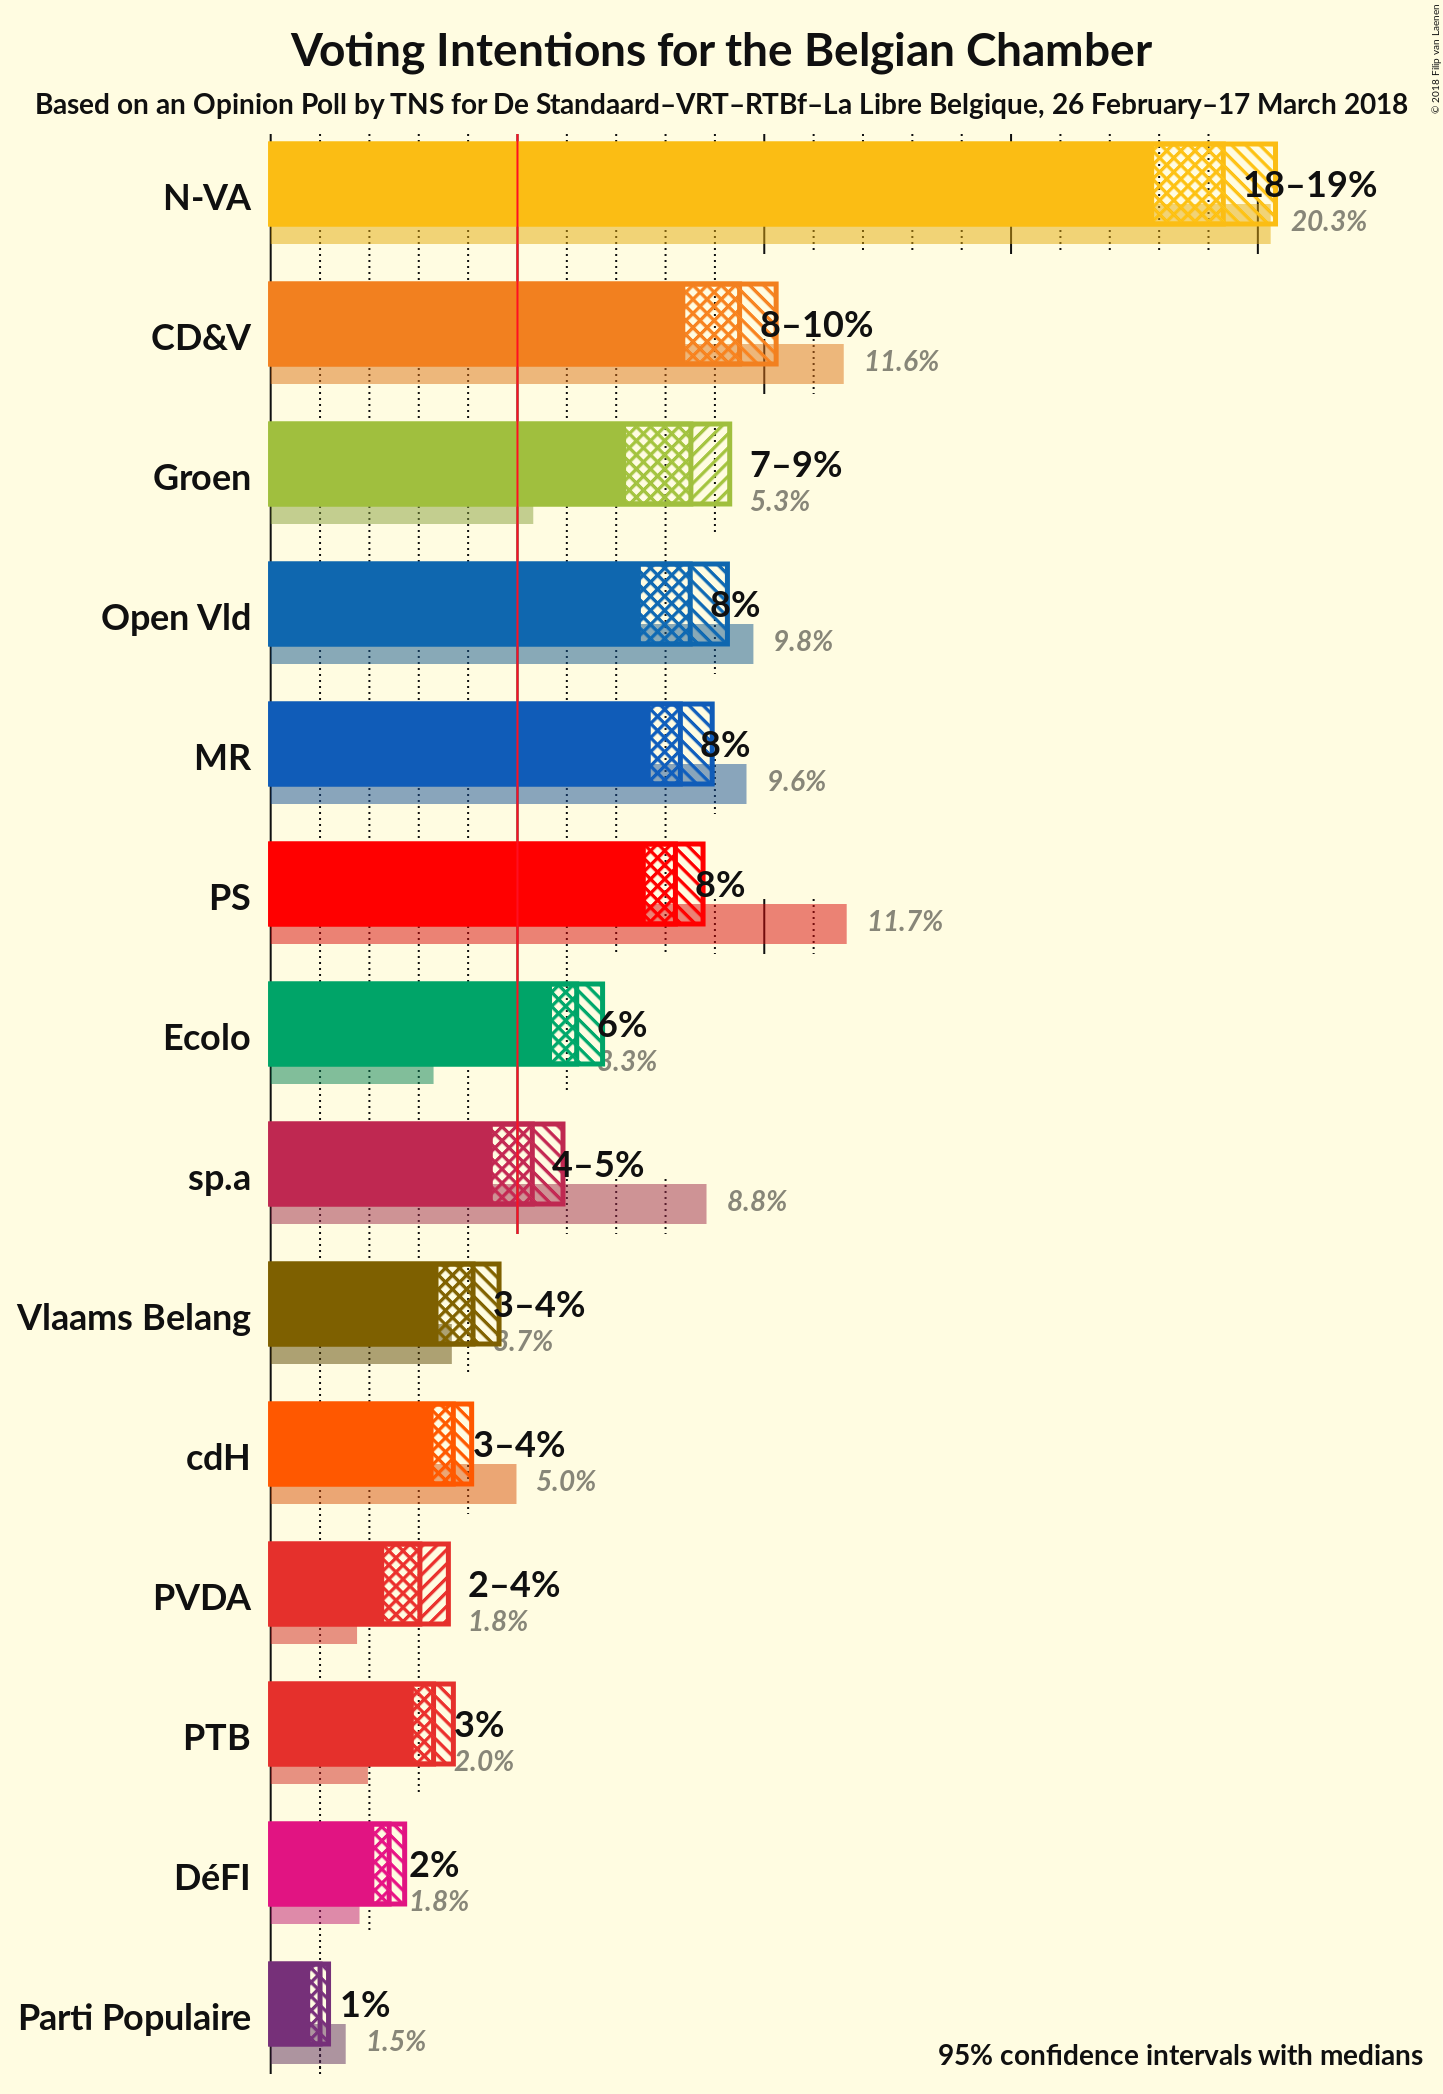 Voting Intentions for the Belgian Chamber
Based on an Opinion Poll by TNS for De Standaard–VRT–RTBf–La Libre Belgique, 26 February–17 March 2018
© 2018 Filip van Laenen
N-VA
18–19%
20.3%
CD&V
8–10%
11.6%
Groen
7–9%
5.3%
Open Vld
8%
9.8%
MR
8%
9.6%
PS
8%
11.7%
Ecolo
6%
3.3%
sp.a
4–5%
8.8%
Vlaams Belang
3–4%
3.7%
cdH
3–4%
5.0%
PVDA
2–4%
1.8%
PTB
3%
2.0%
DéFI
2%
1.8%
Parti Populaire
1%
1.5%
95% confidence intervals with medians